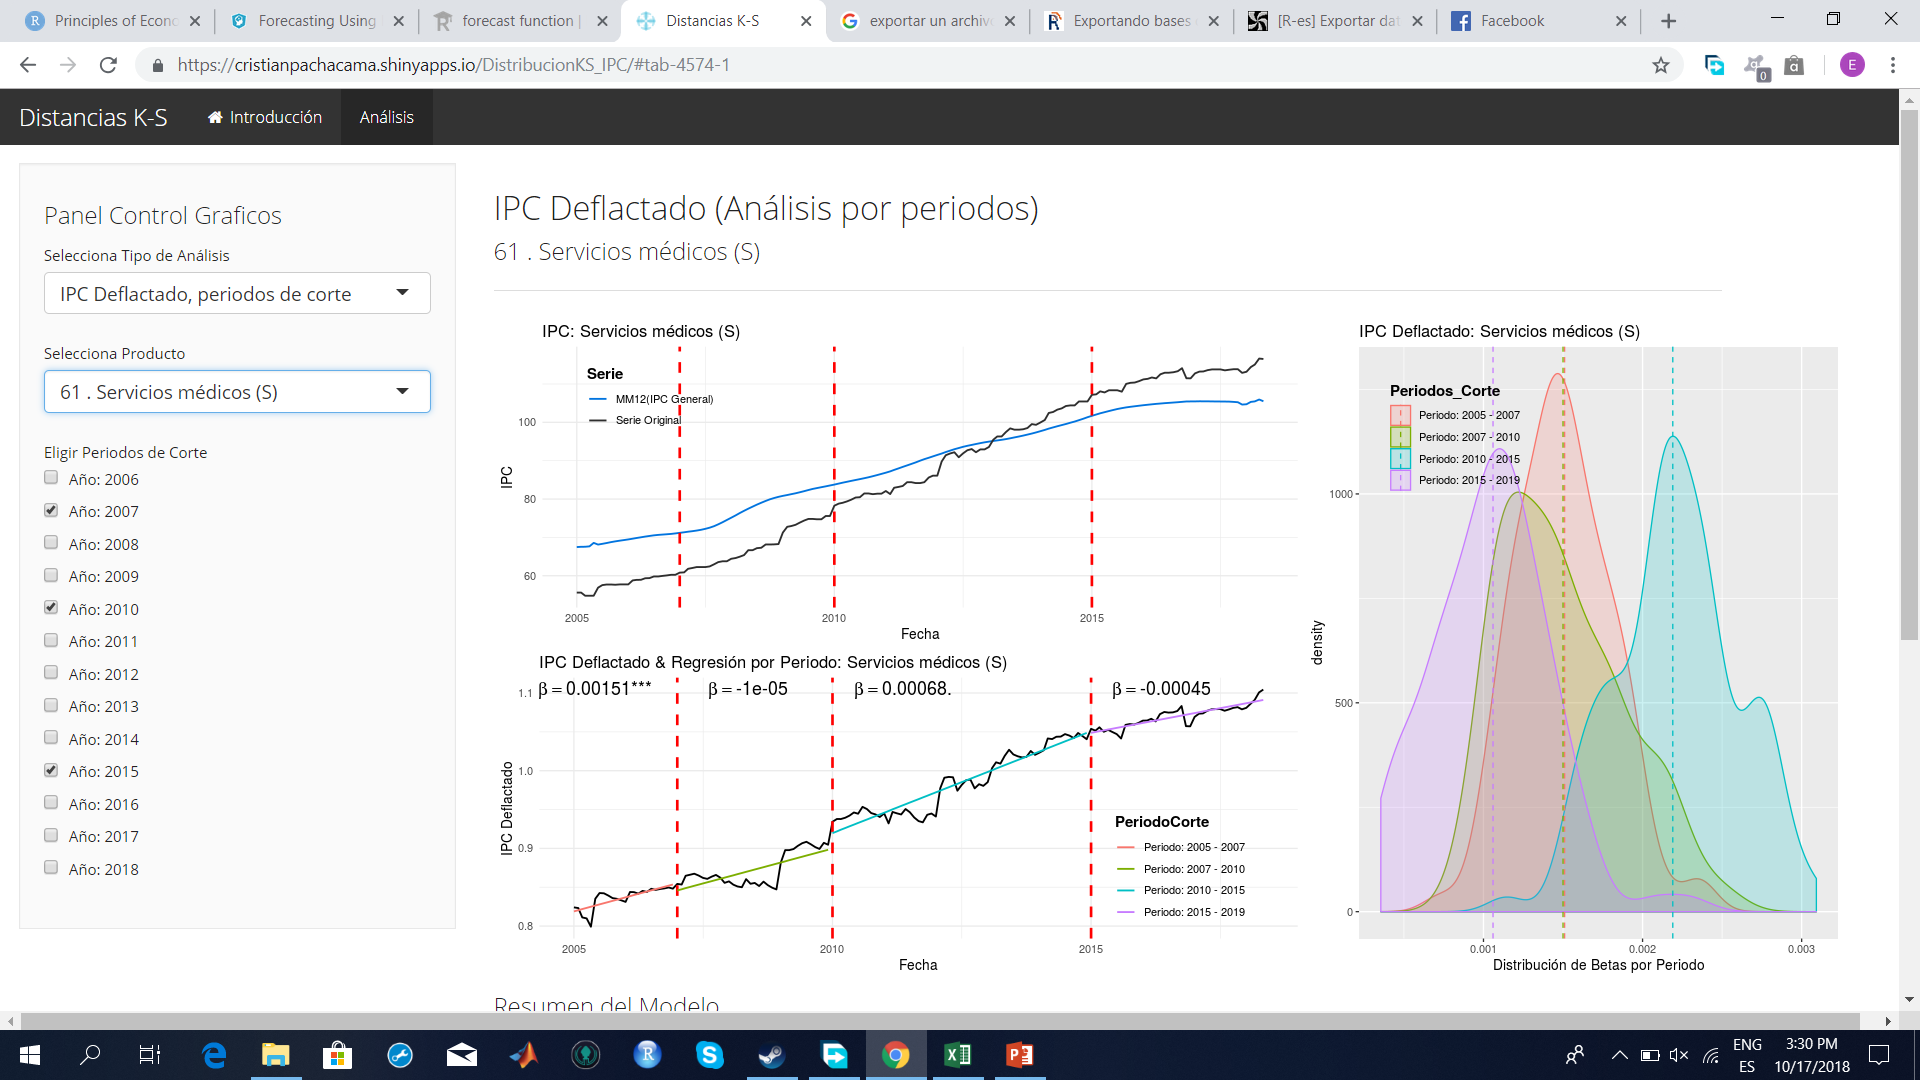 Principles of Econo
Forecasting Using
forecast function |
Distancias K-S
exportar un archivo
Exportando bases
[R-es] Exportar dat
Facebook
https://cristianpachacama.shinyapps.io/DistribucionKS_IPC/#tab-4574-1
0
a
E
Distancias K-S
Introducción
Análisis
Panel Control Graficos
Selecciona Tipo de Análisis
IPC Deflactado, periodos de corte
Selecciona Producto
61 . Servicios médicos (S)
Eligir Periodos de Corte
Año: 2006
Año: 2007
Año: 2008
Año: 2009
Año: 2010
Año: 2011
Año: 2012
Año: 2013
Año: 2014
Año: 2015
Año: 2016
Año: 2017
Año: 2018
IPC Deflactado (Análisis por periodos)
61 . Servicios médicos (S)
IPC: Servicios médicos (S)
Serie
MM12(IPC General)
Serie Original
IPC
100
80
60
2005
2010
2015
Fecha
IPC Deflactado & Regresión por Periodo: Servicios médicos (S)
β = 0.00151***
β = -1e-05
β = 0.00068.
β = -0.00045
IPC Deflactado
1.1
1.0
0.9
0.8
PeriodoCorte
Periodo: 2005 - 2007
Periodo: 2007 - 2010
Periodo: 2010 - 2015
Periodo: 2015 - 2019
2005
2010
2015
Fecha
IPC Deflactado: Servicios médicos (S)
Periodos_Corte
Periodo: 2005 - 2007
Periodo: 2007 - 2010
Periodo: 2010 - 2015
Periodo: 2015 - 2019
density
1000
500
0
0.001
0.002
0.003
Distribución de Betas por Periodo
Resumen del Modelo
ENG
ES
3:30 PM
10/17/2018